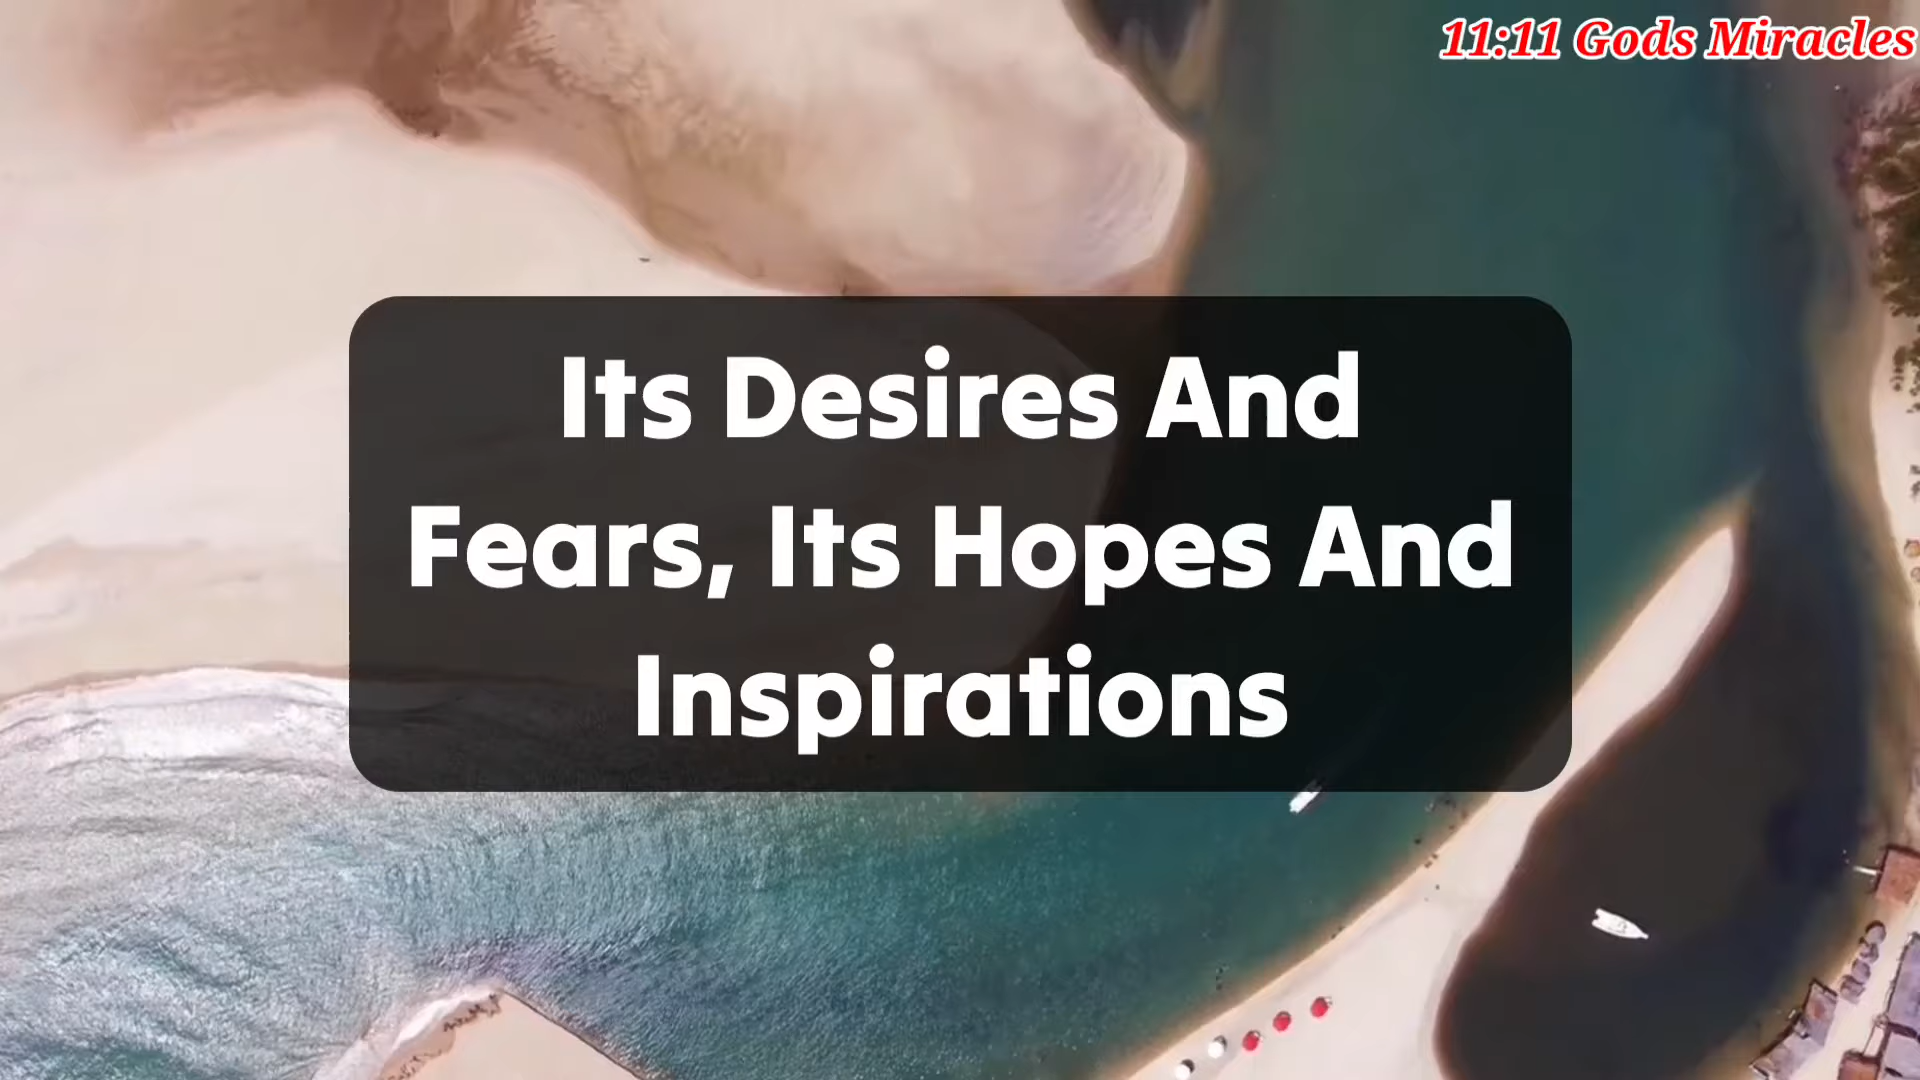 11:11 Gods Miracles
Its Desires And
Fears, Its Hopes And
Inspirations